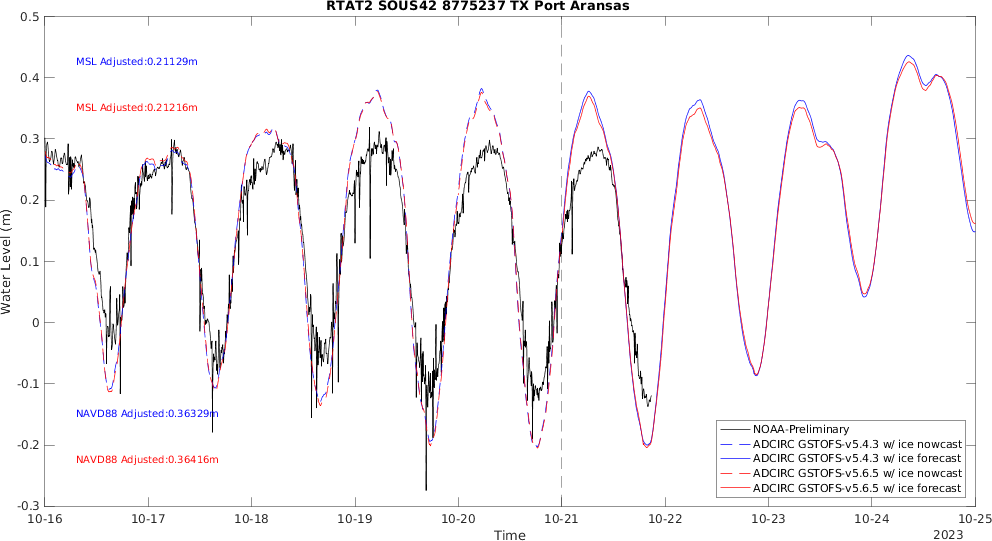 RTAT2 SOUS42 8775237 TX Port Aransas
0.5
0.4
0.3
0.2
0.1
0
-0.1
-0.2
-0.3
Water Level (m)
MSL Adjusted:0.21129m
MSL Adjusted:0.21216m
NAVD88 Adjusted:0.36329m
NAVD88 Adjusted:0.36416m
NOAA-Preliminary
ADCIRC GSTOFS-v5.4.3 w/ ice nowcast
ADCIRC GSTOFS-v5.4.3 w/ ice forecast
ADCIRC GSTOFS-v5.6.5 w/ ice nowcast
ADCIRC GSTOFS-v5.6.5 w/ ice forecast
10-16 10-17 10-18 10-19 10-20 10-21 10-22 10-23 10-24 10-25
Time
2023